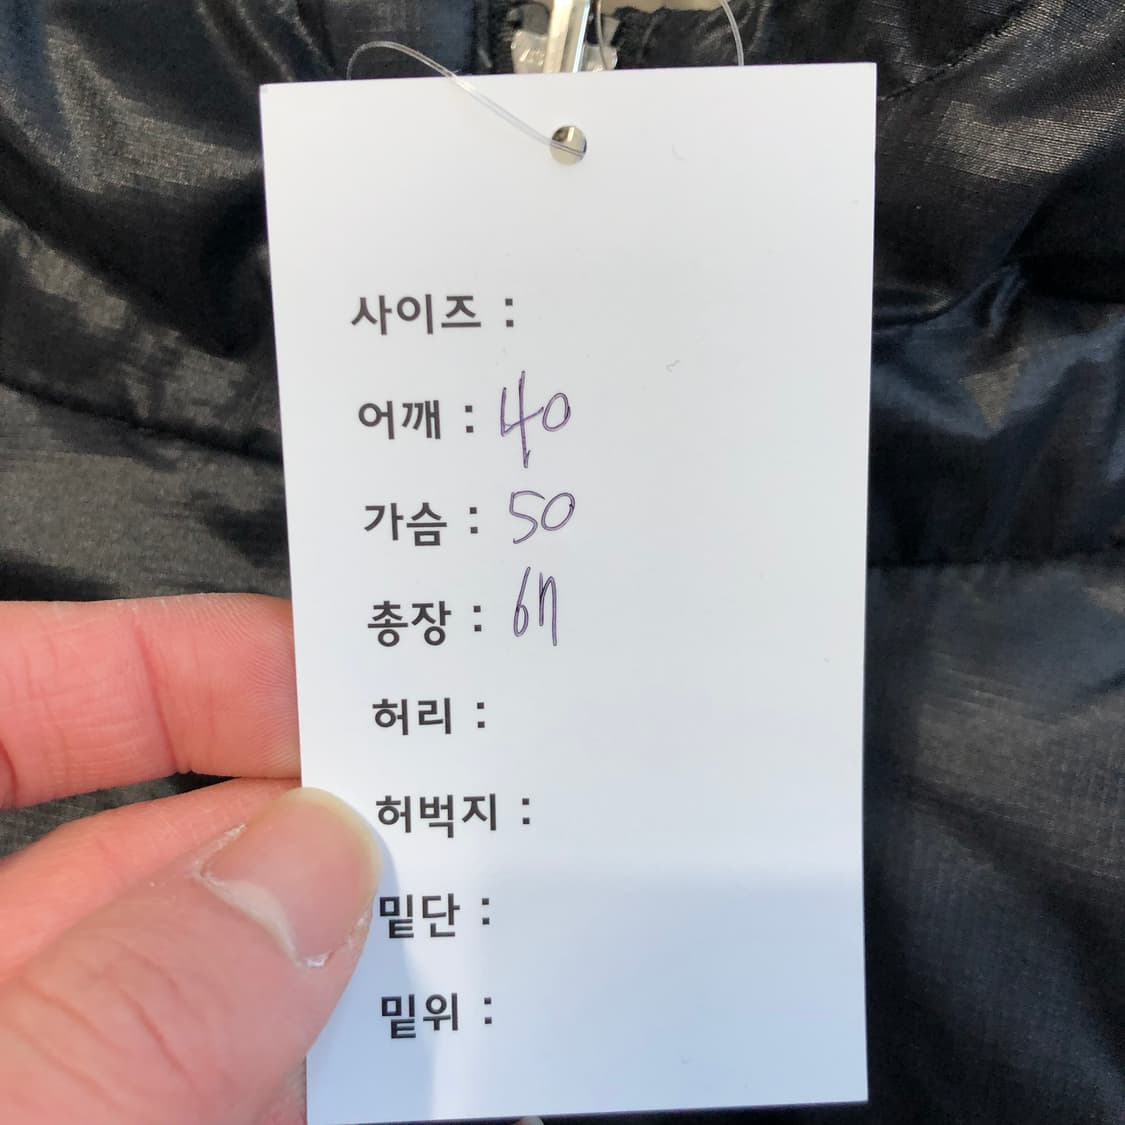 사이즈 :
어깨 : 40
가슴 : 50
총장 : 67
허리 :
허벅지 :
밑단 :
밑위 :